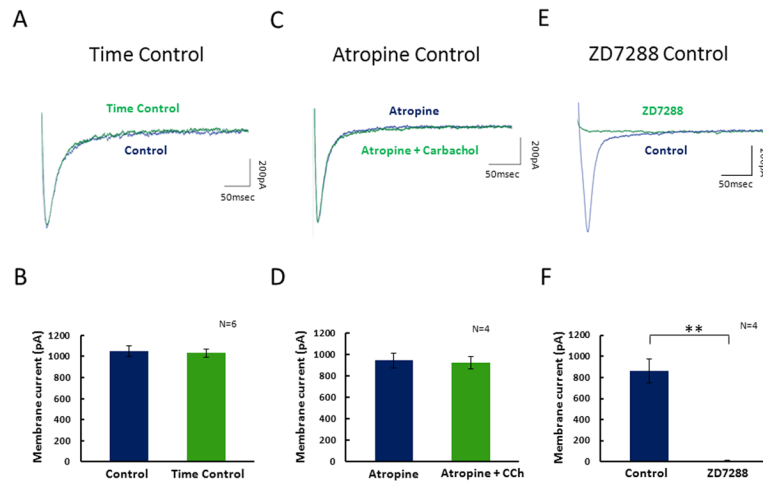 A
Time Control
Time Control
Control
200pA
50msec
C
Atropine Control
Atropine
Atropine + Carbachol
200pA
50msec
E
ZD7288 Control
ZD7288
Control
50msec
B
N=6
Membrane current (pA)
1200
1000
800
600
400
200
0
Control
Time Control
D
N=4
Membrane current (pA)
1200
1000
800
600
400
200
0
Atropine
Atropine + CCh
F
**
N=4
Membrane current (pA)
1200
1000
800
600
400
200
0
Control
ZD7288